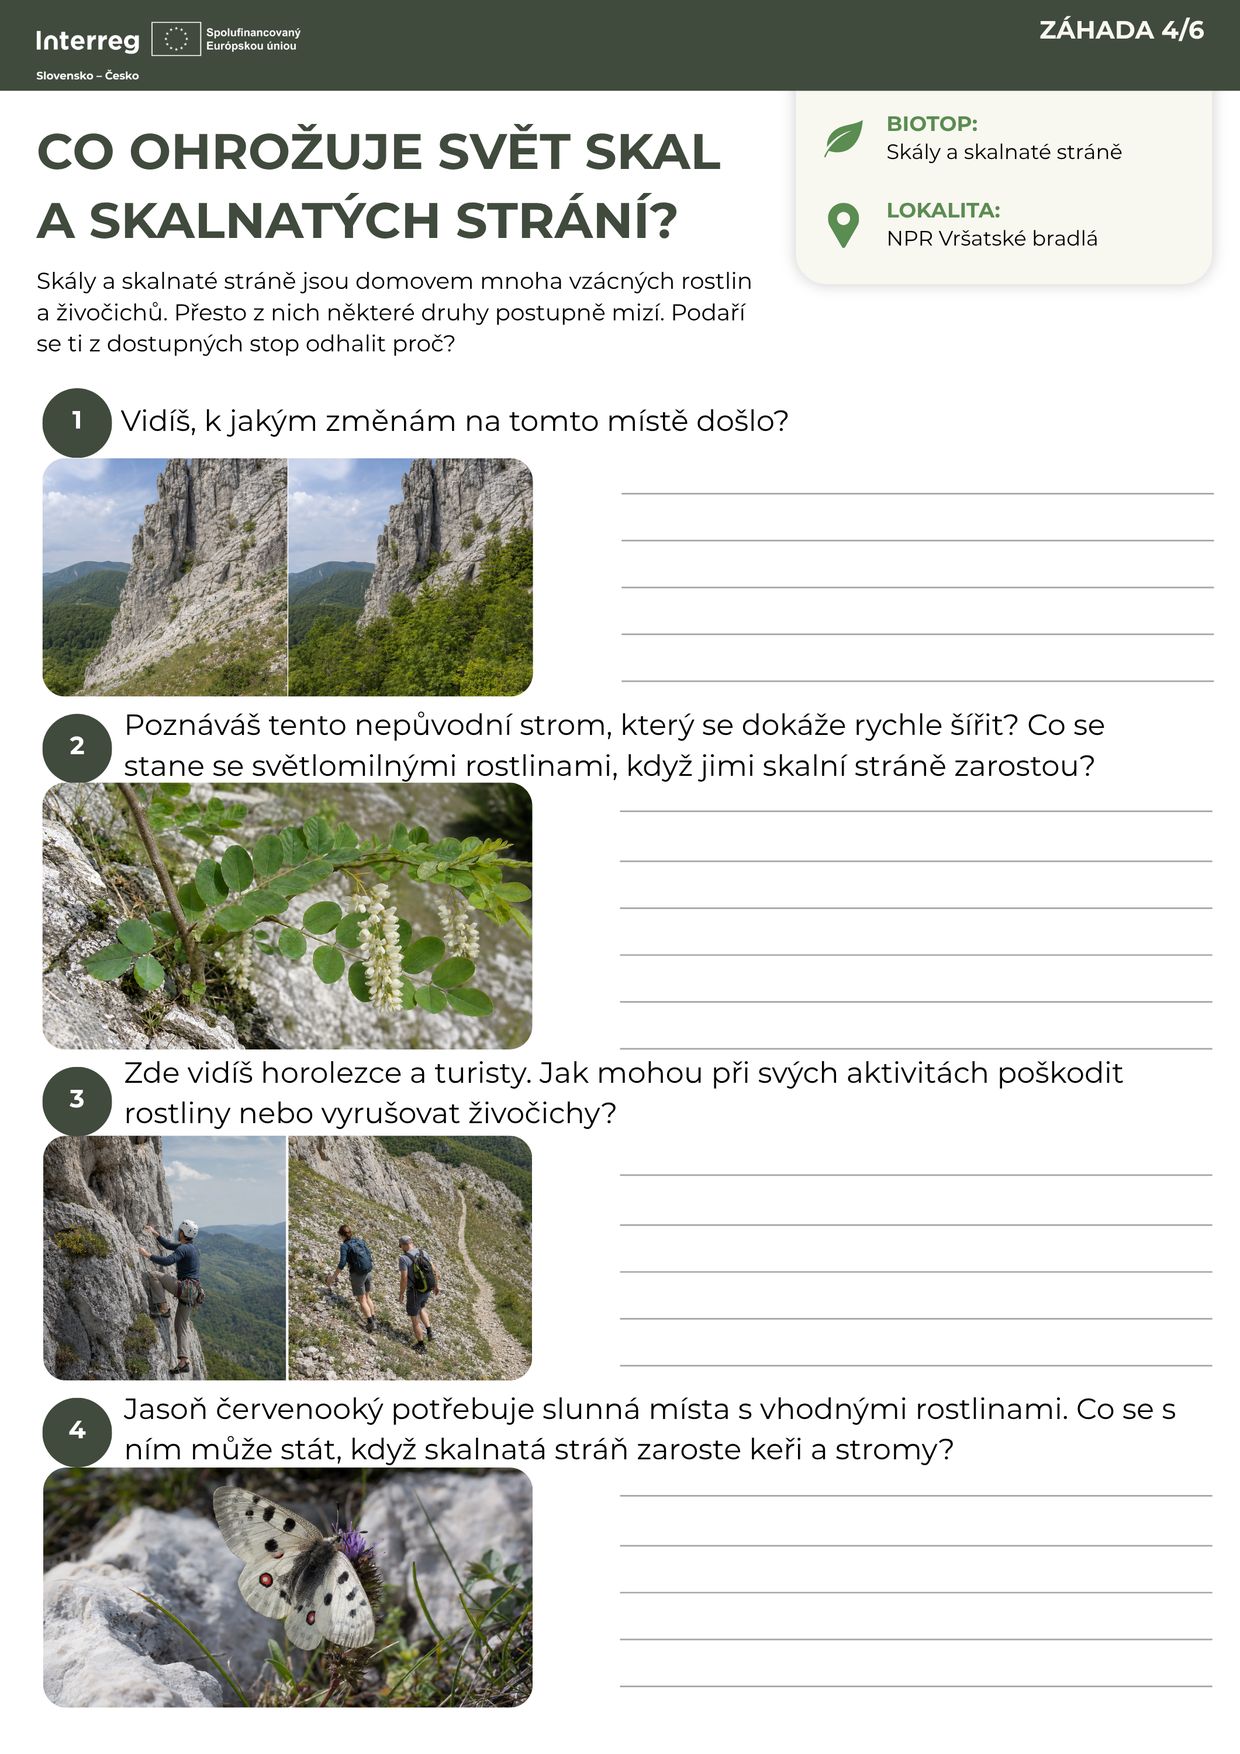 Interreg
Spolufinancovaný
Európskou úniou
Slovensko – Česko
ZÁHADA 4/6
CO OHROŽUJE SVĚT SKAL
A SKALNATÝCH STRÁNÍ?
BIOTOP:
Skály a skalnaté stráně
LOKALITA:
NPR Vršatské bradlá
Skály a skalnaté stráně jsou domovem mnoha vzácných rostlin
a živočichů. Přesto z nich některé druhy postupně mizí. Podaří
se ti z dostupných stop odhalit proč?
1
Vidíš, k jakým změnám na tomto místě došlo?
2
Poznáváš tento nepůvodní strom, který se dokáže rychle šířit? Co se
stane se světlomilnými rostlinami, když jimi skalní stráně zarostou?
3
Zde vidíš horolezce a turisty. Jak mohou při svých aktivitách poškodit
rostliny nebo vyrušovat živočichy?
4
Jasoň červenooký potřebuje slunná místa s vhodnými rostlinami. Co se s
ním může stát, když skalnatá stráň zaroste keři a stromy?